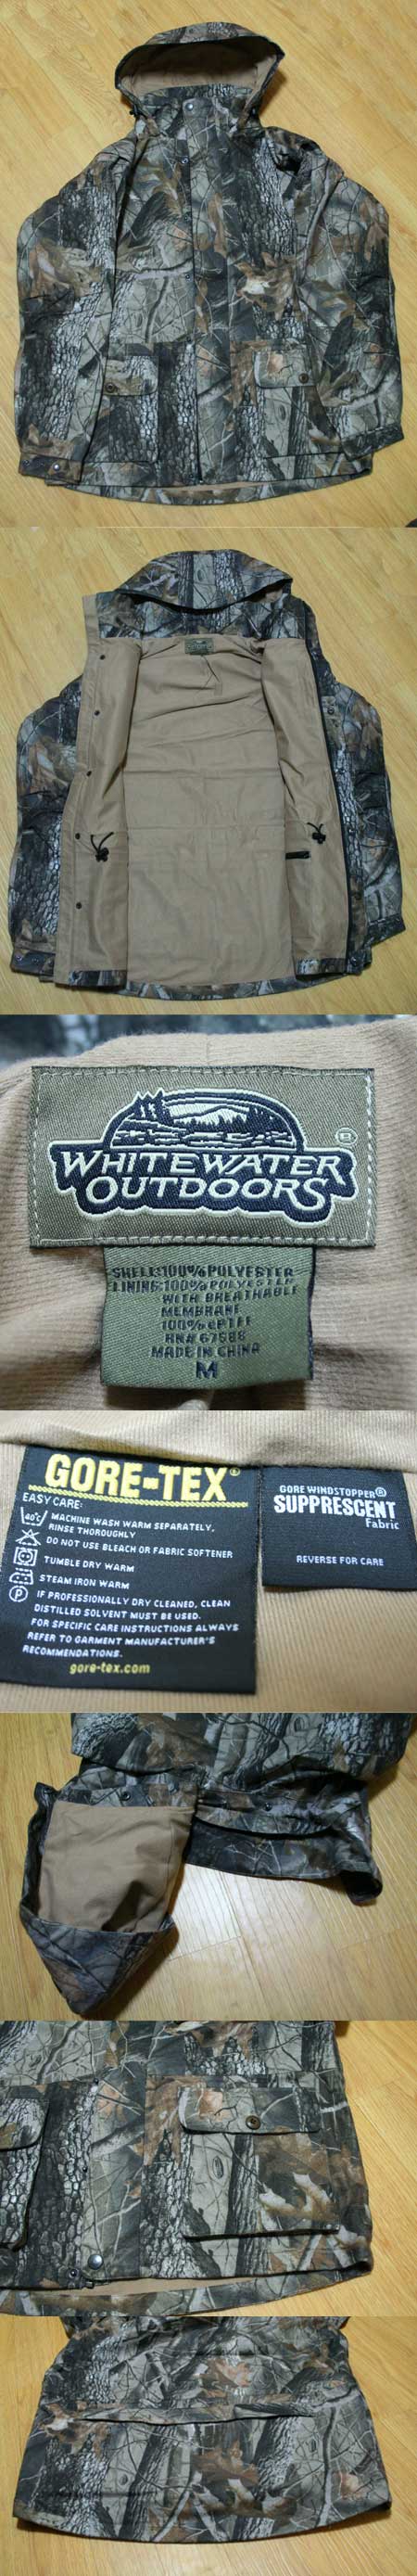 WHITEWATER
OUTDOORS
SHELL:100%POLYESTER
LINING:100%POLYESTER
WITH BREATHABLE
MEMBRANE
100% ePTFE
RN# 67588
MADE IN CHINA
M
GORE-TEX®
EASY CARE:
40°C MACHINE WASH WARM SEPARATELY,
RINSE THOROUGHLY
DO NOT USE BLEACH OR FABRIC SOFTENER
TUMBLE DRY WARM
STEAM IRON WARM
P IF PROFESSIONALLY DRY CLEANED, CLEAN
DISTILLED SOLVENT MUST BE USED.
FOR SPECIFIC CARE INSTRUCTIONS ALWAYS
REFER TO GARMENT MANUFACTURER'S
RECOMMENDATIONS.
gore-tex.com
GORE WINDSTOPPER®
SUPPRESCENT
Fabric
REVERSE FOR CARE